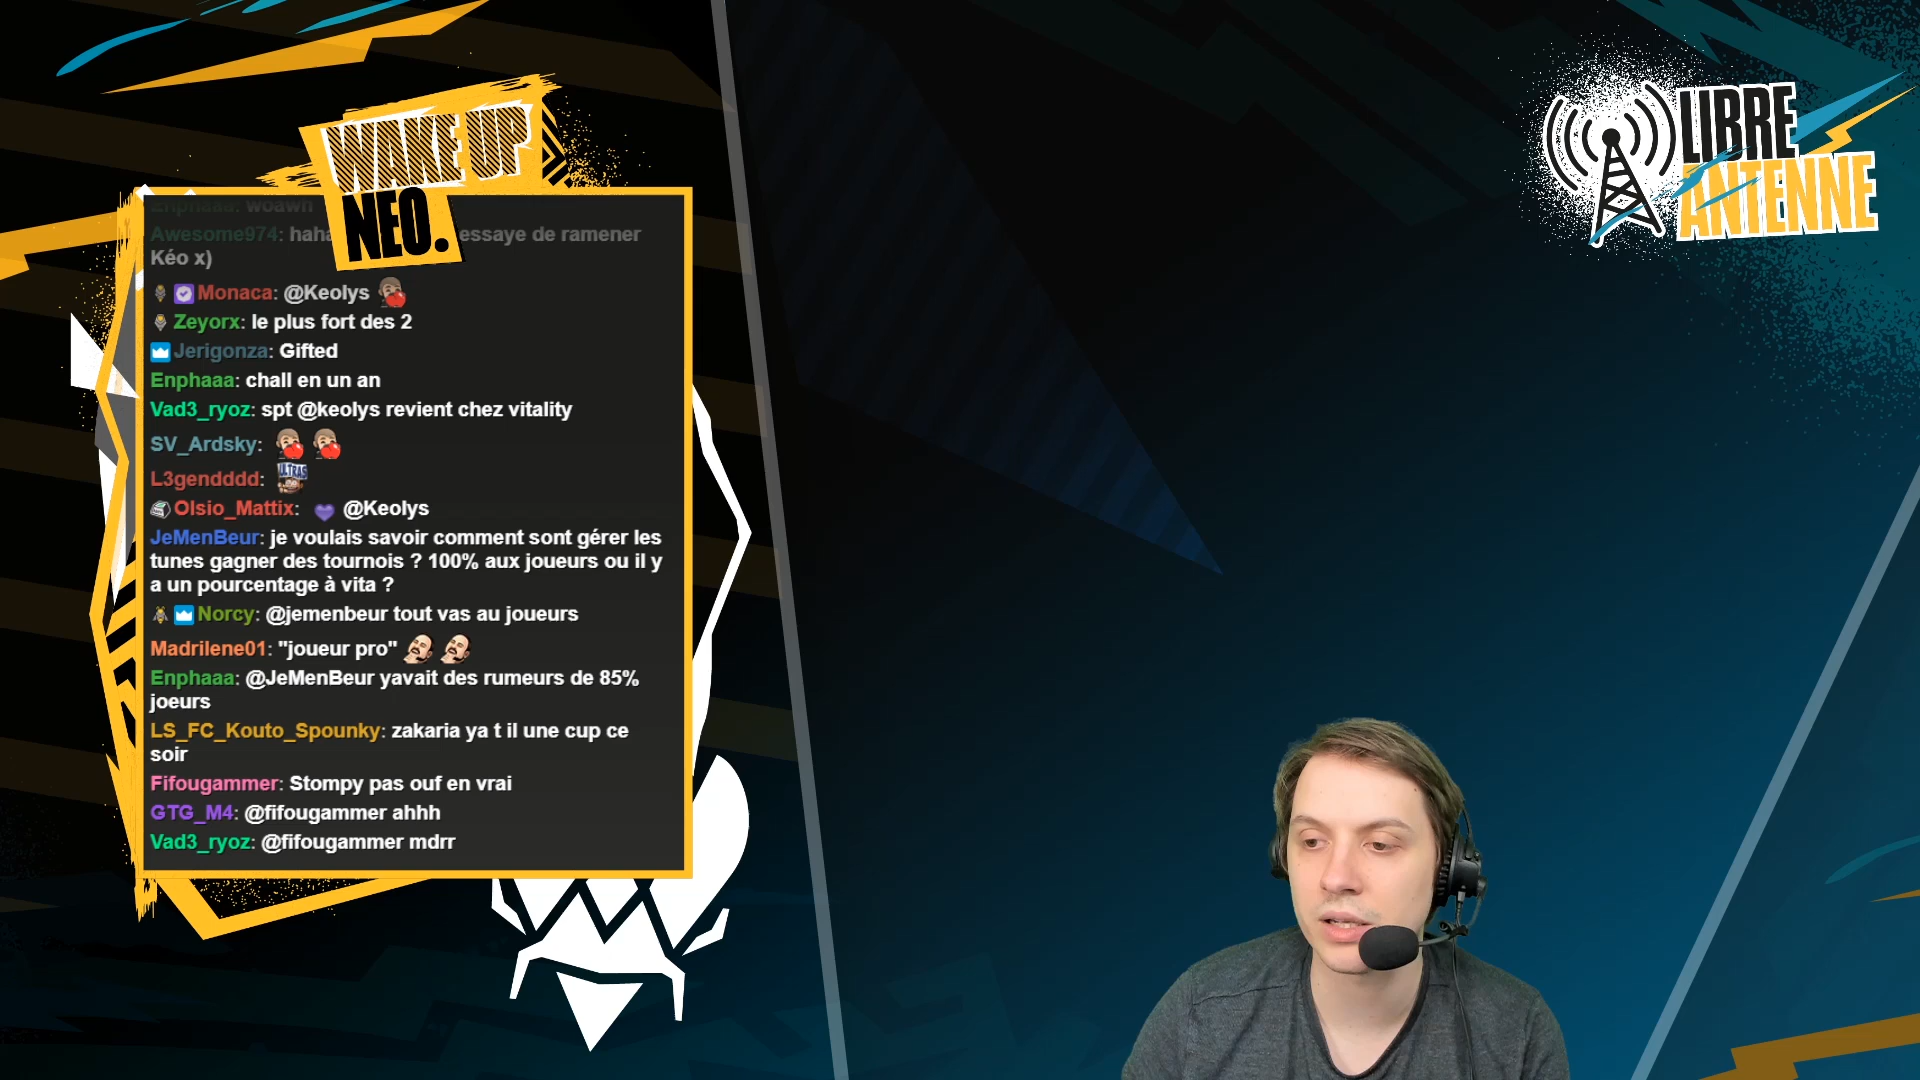 WAKE UP
NEO.
LIBRE
ANTENNE
Enphaaa: woawh
Awesome974: haha essaye de ramener
Kéo x)
Monaca: @Keolys
Zeyorx: le plus fort des 2
Jerigonza: Gifted
Enphaaa: chall en un an
Vad3_ryoz: spt @keolys revient chez vitality
SV_Ardsky:
L3gendddd:
ULTRAS
Olsio_Mattix: @Keolys
JeMenBeur: je voulais savoir comment sont gérer les
tunes gagner des tournois ? 100% aux joueurs ou il y
a un pourcentage à vita ?
Norcy: @jemenbeur tout vas au joueurs
Madrilene01: "joueur pro"
Enphaaa: @JeMenBeur yavait des rumeurs de 85%
joeurs
LS_FC_Kouto_Spounky: zakaria ya t il une cup ce
soir
Fifougammer: Stompy pas ouf en vrai
GTG_M4: @fifougammer ahhh
Vad3_ryoz: @fifougammer mdrr